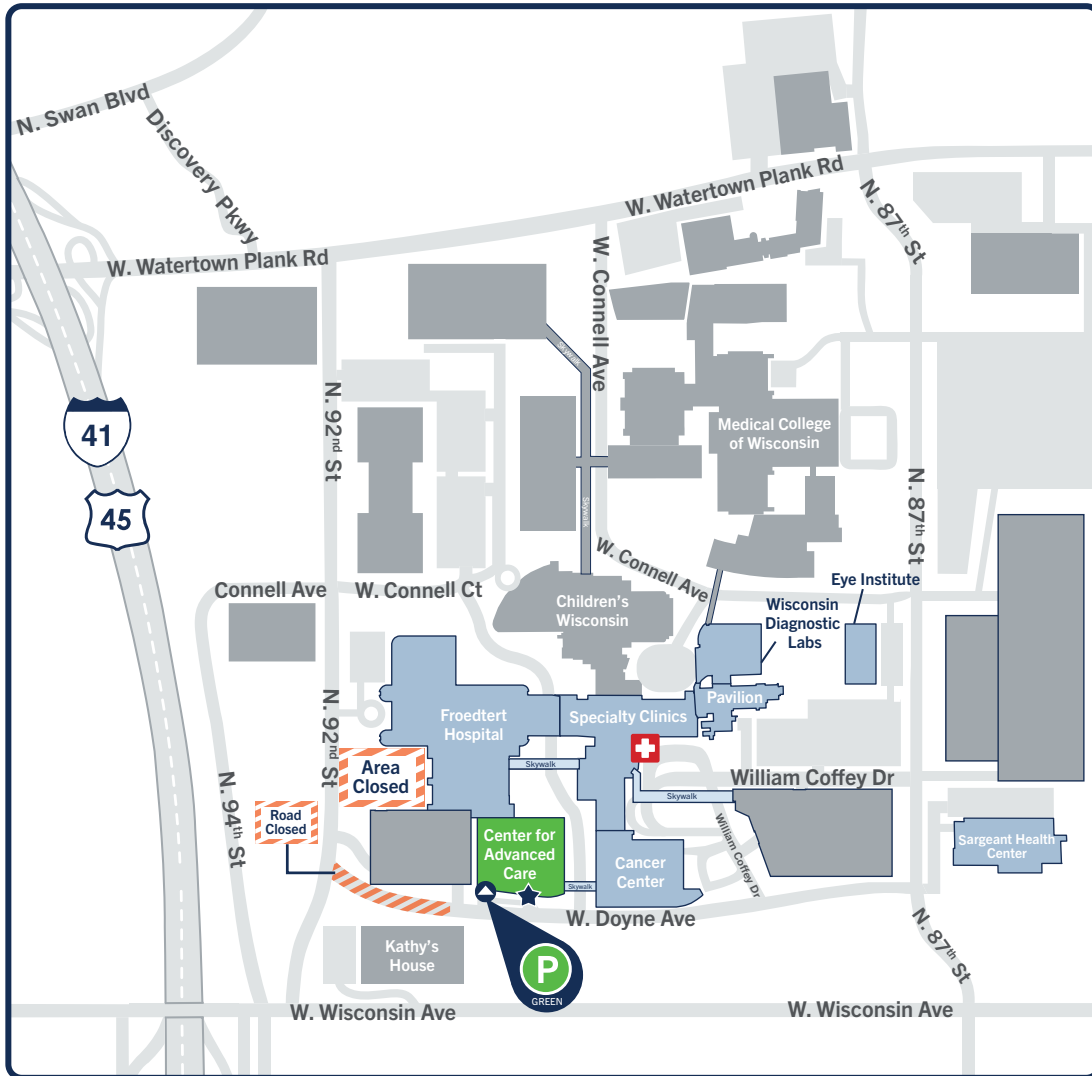 N. Swan Blvd
Discovery Pkwy
W. Watertown Plank Rd
W. Watertown Plank Rd
N. 87th St
W. Connell Ave
Skywalk
41
45
N. 92nd St
Medical College
of Wisconsin
N. 87th St
Skywalk
W. Connell Ave
Connell Ave
W. Connell Ct
Children's
Wisconsin
Eye Institute
Wisconsin
Diagnostic
Labs
Froedtert
Hospital
Specialty Clinics
Pavilion
N. 92nd St
Area
Closed
Skywalk
William Coffey Dr
Skywalk
N. 94th St
Road
Closed
Center for
Advanced
Care
William Coffey Dr
Sargeant Health
Center
Cancer
Center
Skywalk
W. Doyne Ave
Kathy's
House
P
GREEN
N. 87th St
W. Wisconsin Ave
W. Wisconsin Ave